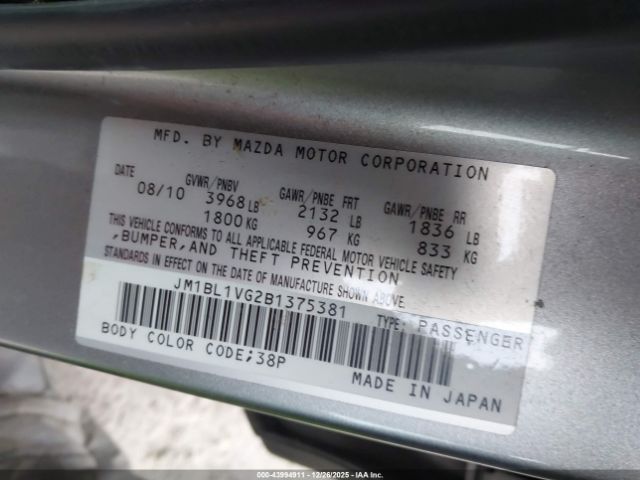 MFD. BY MAZDA MOTOR CORPORATION
DATE GVWR/PNBV GAWR/PNBE FRT GAWR/PNBE RR
08/10 3968 LB 2132 LB 1836 LB
1800 KG 967 KG 833 KG
THIS VEHICLE CONFORMS TO ALL APPLICABLE FEDERAL MOTOR VEHICLE SAFETY
,BUMPER,AND THEFT PREVENTION
STANDARDS IN EFFECT ON THE DATE OF MANUFACTURE SHOWN ABOVE.
JM1BL1VG2B1375381
TYPE: PASSENGER
BODY COLOR CODE;38P
MADE IN JAPAN
000-43994911 - 12/26/2025 - IAAI.com